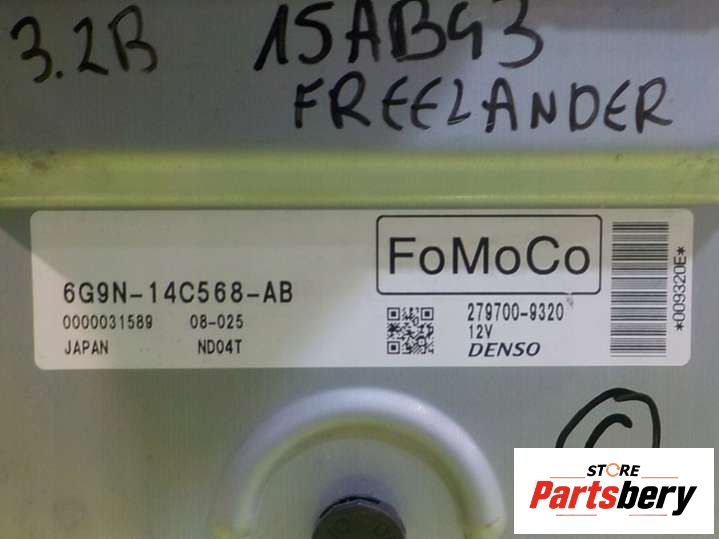 3.2B 15ABG3
FREELANDER
FoMoCo
6G9N-14C568-AB
0000031589 08-025
JAPAN ND04T
279700-9320
12V
DENSO
*009320E*
C
STORE
Partsbery